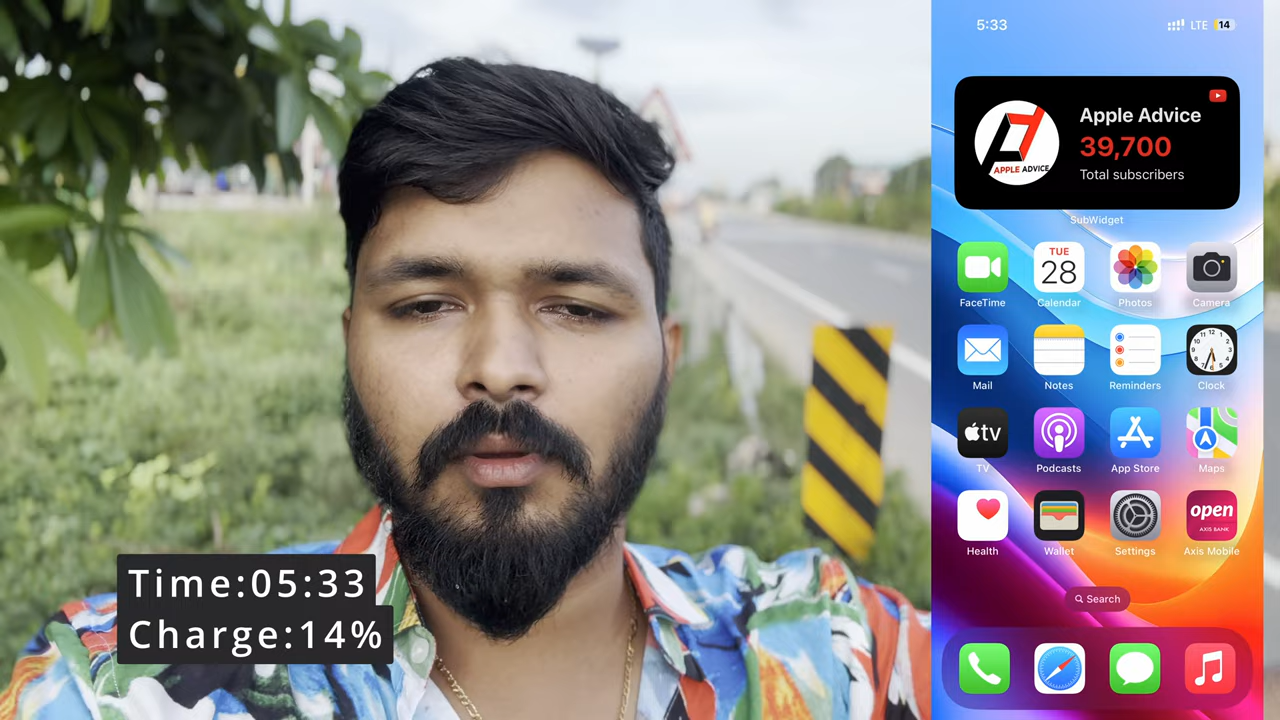 Time:05:33
Charge:14%
5:33
LTE 14
Apple Advice
39,700
Total subscribers
APPLE ADVICE
SubWidget
TUE
28
FaceTime
Calendar
Photos
Camera
Mail
Notes
Reminders
Clock
tv
TV
Podcasts
App Store
Maps
open
AXIS BANK
Health
Wallet
Settings
Axis Mobile
Search